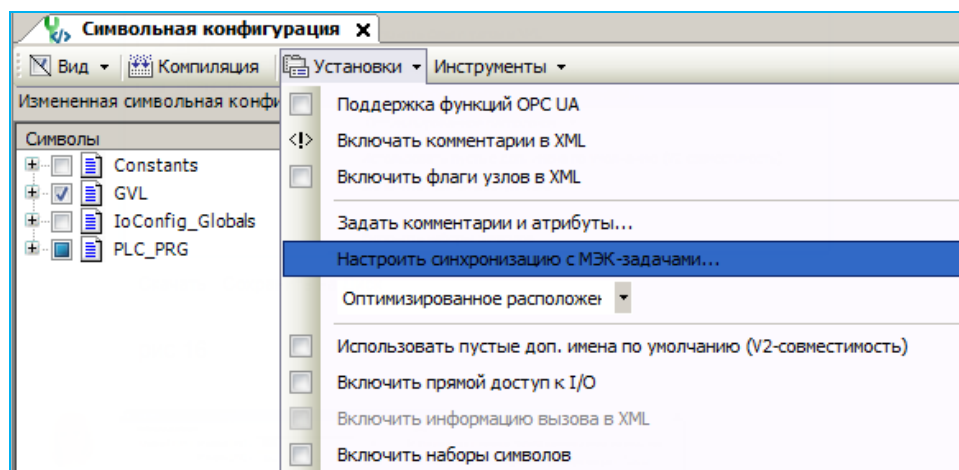 Символьная конфигурация x
Вид Компиляция Установки Инструменты
Измененная символьная конфи
Символы
Constants
GVL
IoConfig_Globals
PLC_PRG
Поддержка функций OPC UA
Включать комментарии в XML
Включить флаги узлов в XML
Задать комментарии и атрибуты...
Настроить синхронизацию с МЭК-задачами...
Оптимизированное расположен
Использовать пустые доп. имена по умолчанию (V2-совместимость)
Включить прямой доступ к I/O
Включить информацию вызова в XML
Включить наборы символов